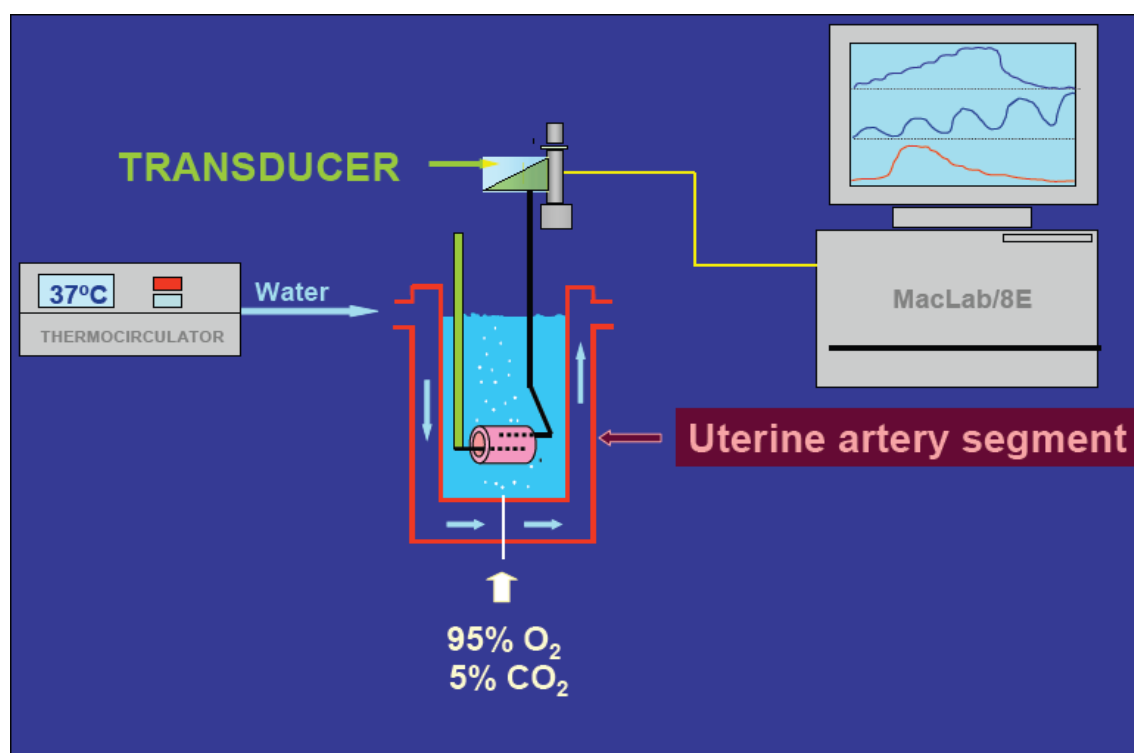 TRANSDUCER
37ºC
THERMOCIRCULATOR
Water
MacLab/8E
Uterine artery segment
95% O₂
5% CO₂